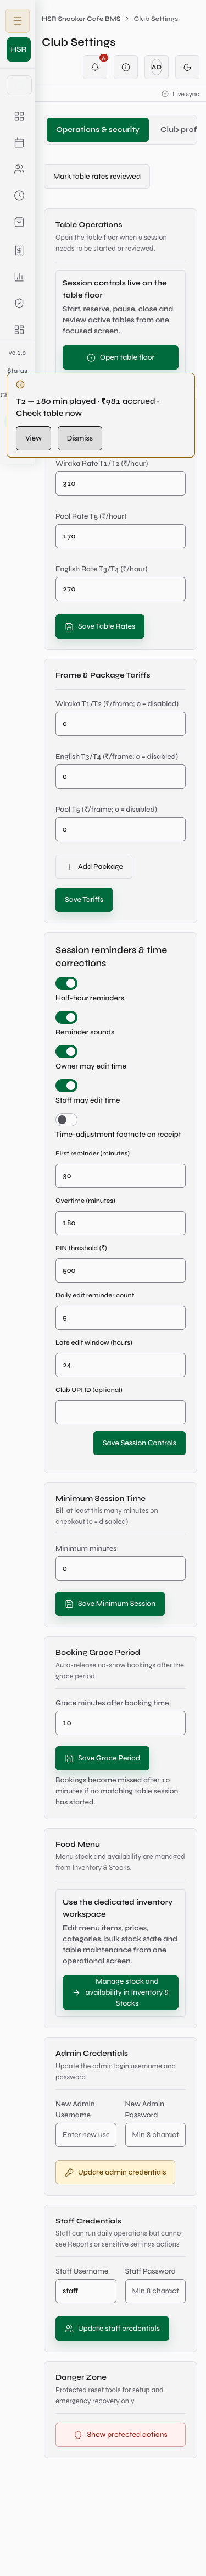 HSR Snooker Cafe BMS > Club Settings
HSR
Club Settings
6
AD
Live sync
Operations & security
Club prof
Mark table rates reviewed
Table Operations
Open the table floor when a session
needs to be started or reviewed.
Session controls live on the
table floor
Start, reserve, pause, close and
review active tables from one
focused screen.
Open table floor
v0.1.0
Status
T2 — 180 min played · ₹981 accrued ·
Check table now
View
Dismiss
Wiraka Rate T1/T2 (₹/hour)
320
Pool Rate T5 (₹/hour)
170
English Rate T3/T4 (₹/hour)
270
Save Table Rates
Frame & Package Tariffs
Wiraka T1/T2 (₹/frame; 0 = disabled)
0
English T3/T4 (₹/frame; 0 = disabled)
0
Pool T5 (₹/frame; 0 = disabled)
0
Add Package
Save Tariffs
Session reminders & time
corrections
Half-hour reminders
Reminder sounds
Owner may edit time
Staff may edit time
Time-adjustment footnote on receipt
First reminder (minutes)
30
Overtime (minutes)
180
PIN threshold (₹)
500
Daily edit reminder count
5
Late edit window (hours)
24
Club UPI ID (optional)
Save Session Controls
Minimum Session Time
Bill at least this many minutes on
checkout (0 = disabled)
Minimum minutes
0
Save Minimum Session
Booking Grace Period
Auto-release no-show bookings after the
grace period
Grace minutes after booking time
10
Save Grace Period
Bookings become missed after 10
minutes if no matching table session
has started.
Food Menu
Menu stock and availability are managed
from Inventory & Stocks.
Use the dedicated inventory
workspace
Edit menu items, prices,
categories, bulk stock state and
table maintenance from one
operational screen.
Manage stock and
availability in Inventory &
Stocks
Admin Credentials
Update the admin login username and
password
New Admin
Username
New Admin
Password
Enter new use
Min 8 charact
Update admin credentials
Staff Credentials
Staff can run daily operations but cannot
see Reports or sensitive settings actions
Staff Username
Staff Password
staff
Min 8 charact
Update staff credentials
Danger Zone
Protected reset tools for setup and
emergency recovery only
Show protected actions